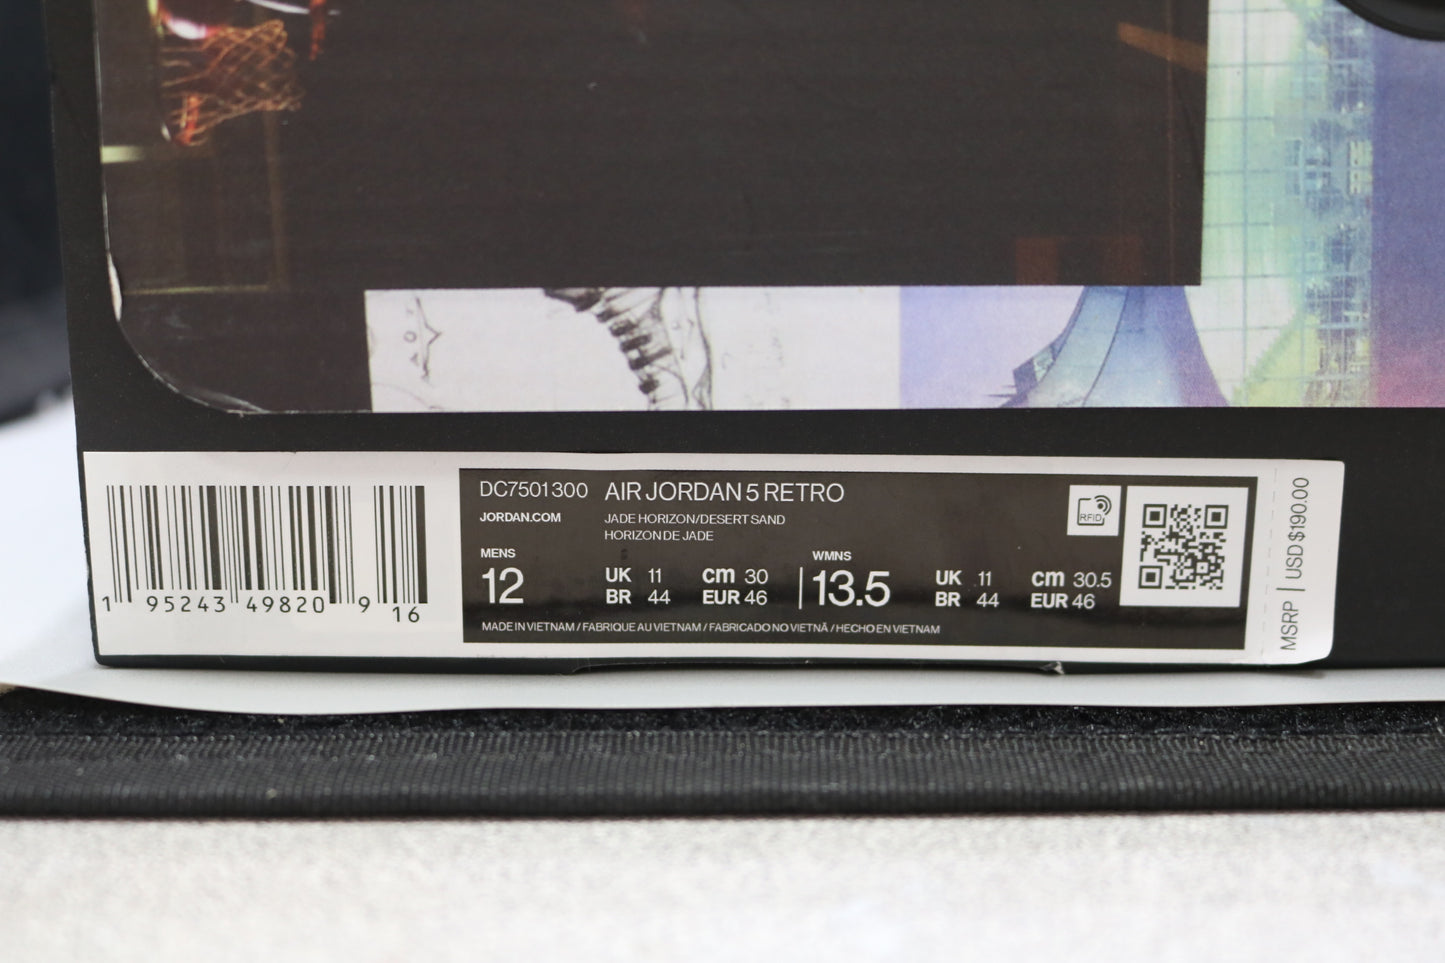 DC7501 300 AIR JORDAN 5 RETRO
JORDAN.COM JADE HORIZON/DESERT SAND
HORIZON DE JADE
MENS WMNS
12 UK 11 cm 30 13.5 UK 11 cm 30.5
BR 44 EUR 46 BR 44 EUR 46
MADE IN VIETNAM / FABRIQUE AU VIETNAM / FABRICADO NO VIETNÃ / HECHO EN VIETNAM
1 95243 49820 9 16
RFID
MSRP | USD $190.00